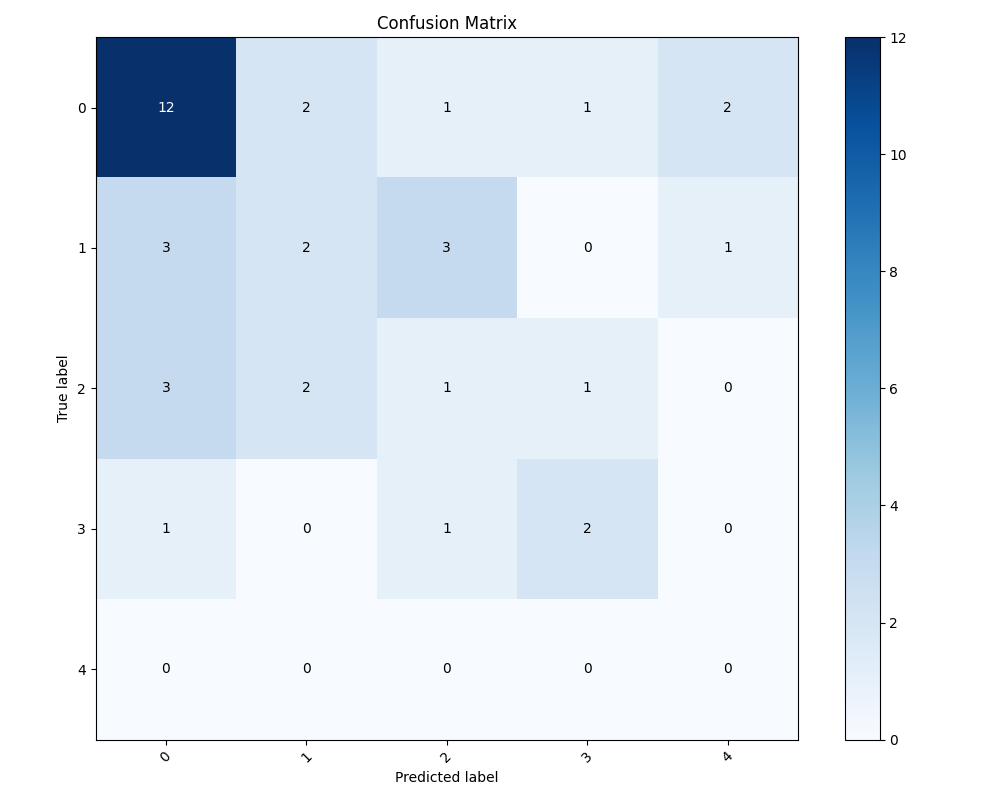 Confusion Matrix
12
0 12 2 1 1 2
10
1 3 2 3 0 1
8
6
True label
2 3 2 1 1 0
4
3 1 0 1 2 0
2
4 0 0 0 0 0
0
0 1 2 3 4
Predicted label